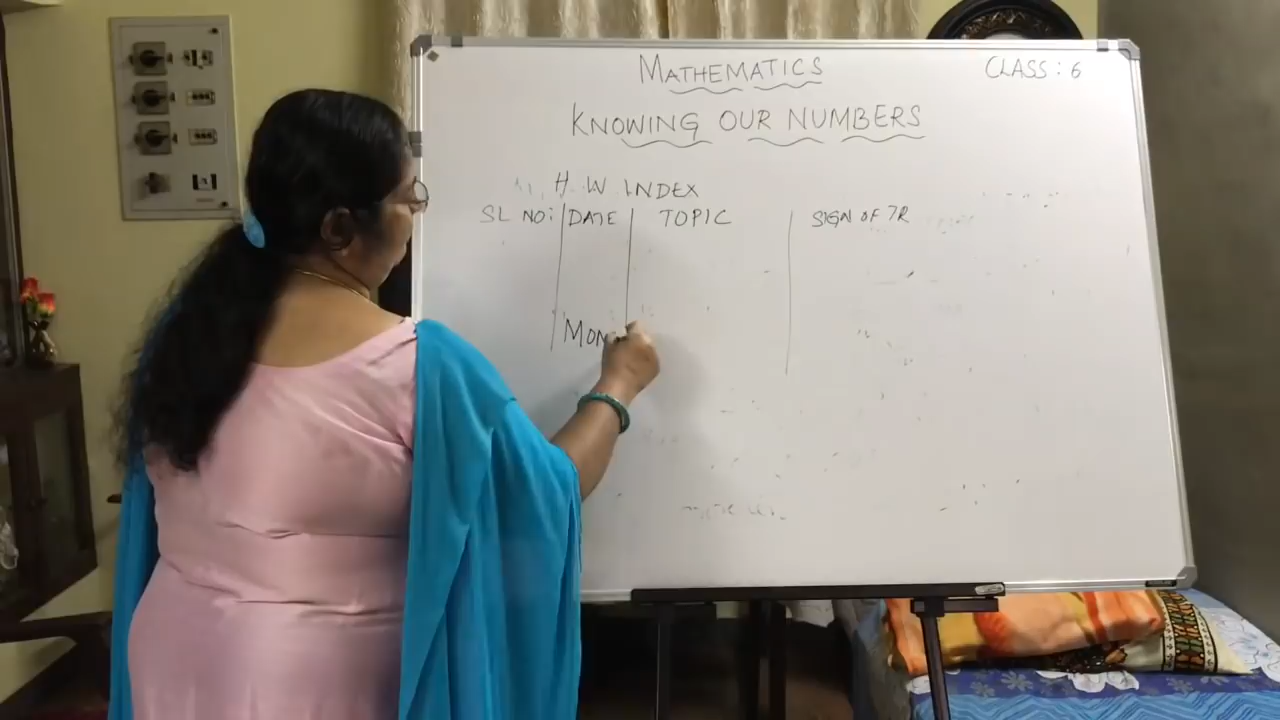 MATHEMATICS
CLASS : 6
KNOWING OUR NUMBERS
H.W INDEX
SL NO: DATE TOPIC SIGN OF TR
MON